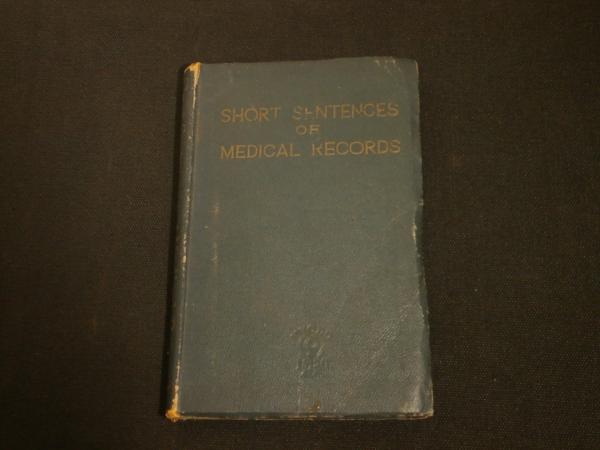 SHORT SENTENCES
OF
MEDICAL RECORDS